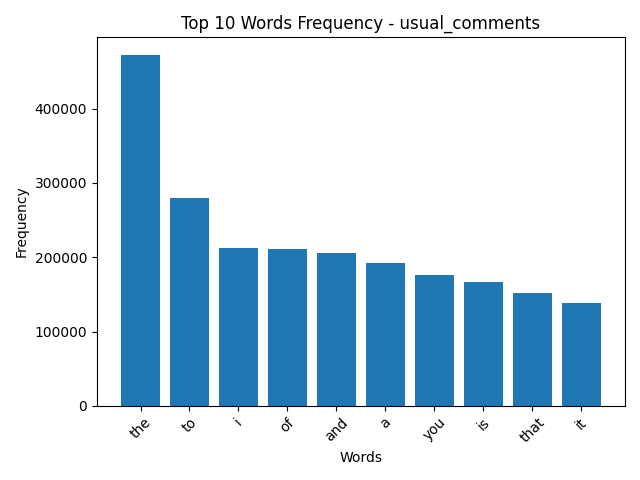 Top 10 Words Frequency - usual_comments
400000
300000
200000
100000
0
Frequency
the to i of and a you is that it
Words